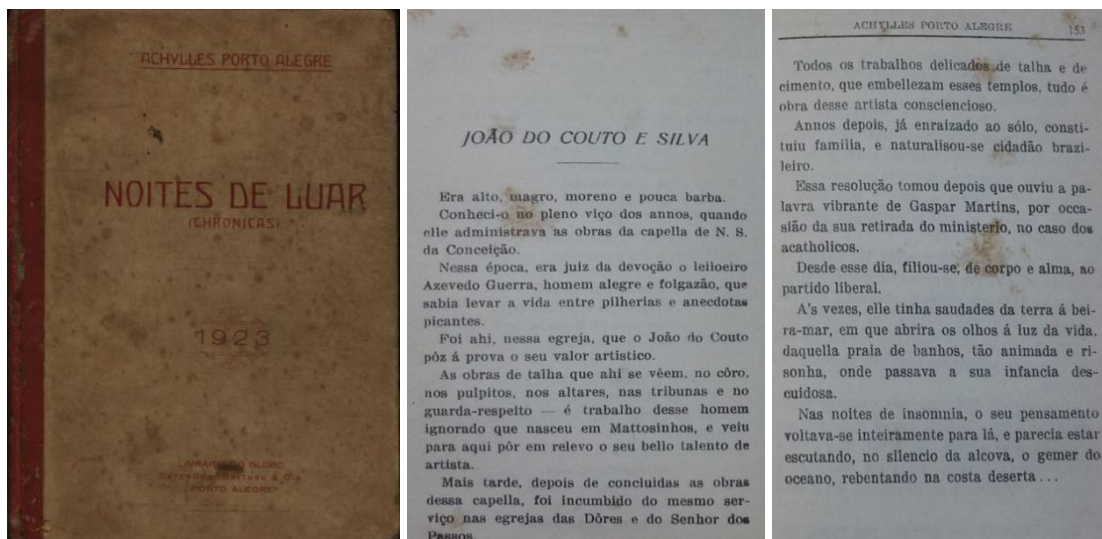 ACHYLLES PORTO ALEGRE
NOITES DE LUAR
(CHRONICAS)
1923
LIVRARIA DO GLOBO
Barcellos, Bertaso & Cia.
PORTO ALEGRE
JOÃO DO COUTO E SILVA
Era alto, magro, moreno e pouca barba.
Conheci-o no pleno viço dos annos, quando
elle administrava as obras da capella de N. S.
da Conceição.
Nessa época, era juiz da devoção o leiloeiro
Azevedo Guerra, homem alegre e folgazão, que
sabia levar a vida entre pilherias e anecdotas
picantes.
Foi ahi, nessa egreja, que o João do Couto
pôz á prova o seu valor artistico.
As obras de talha que ahi se vêem, no côro,
nos pulpitos, nos altares, nas tribunas e no
guarda-respeito — é trabalho desse homem
ignorado que nasceu em Mattosinhos, e veiu
para aqui pôr em relevo o seu bello talento de
artista.
Mais tarde, depois de concluidas as obras
dessa capella, foi incumbido do mesmo ser-
viço nas egrejas das Dôres e do Senhor dos
Passos.
ACHYLLES PORTO ALEGRE 153
Todos os trabalhos delicados de talha e de
cimento, que embellezam esses templos, tudo é
obra desse artista consciencioso.
Annos depois, já enraizado ao sólo, consti-
tuiu familia, e naturalisou-se cidadão brazi-
leiro.
Essa resolução tomou depois que ouviu a pa-
lavra vibrante de Gaspar Martins, por occa-
sião da sua retirada do ministerio, no caso dos
acatholicos.
Desde esse dia, filiou-se, de corpo e alma, ao
partido liberal.
A's vezes, elle tinha saudades da terra á bei-
ra-mar, em que abrira os olhos á luz da vida,
daquella praia de banhos, tão animada e ri-
sonha, onde passava a sua infancia des-
cuidosa.
Nas noites de insomnia, o seu pensamento
voltava-se inteiramente para lá, e parecia estar
escutando, no silencio da alcova, o gemer do
oceano, rebentando na costa deserta...